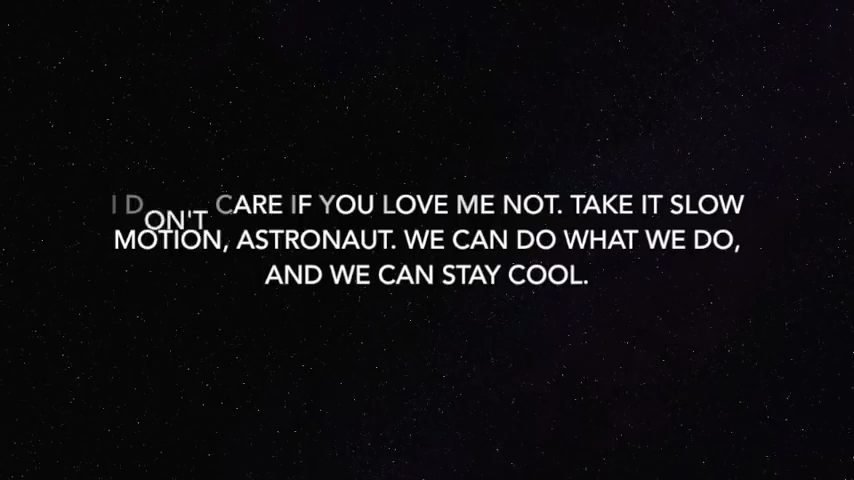 I DON'T CARE IF YOU LOVE ME NOT. TAKE IT SLOW
MOTION, ASTRONAUT. WE CAN DO WHAT WE DO,
AND WE CAN STAY COOL.